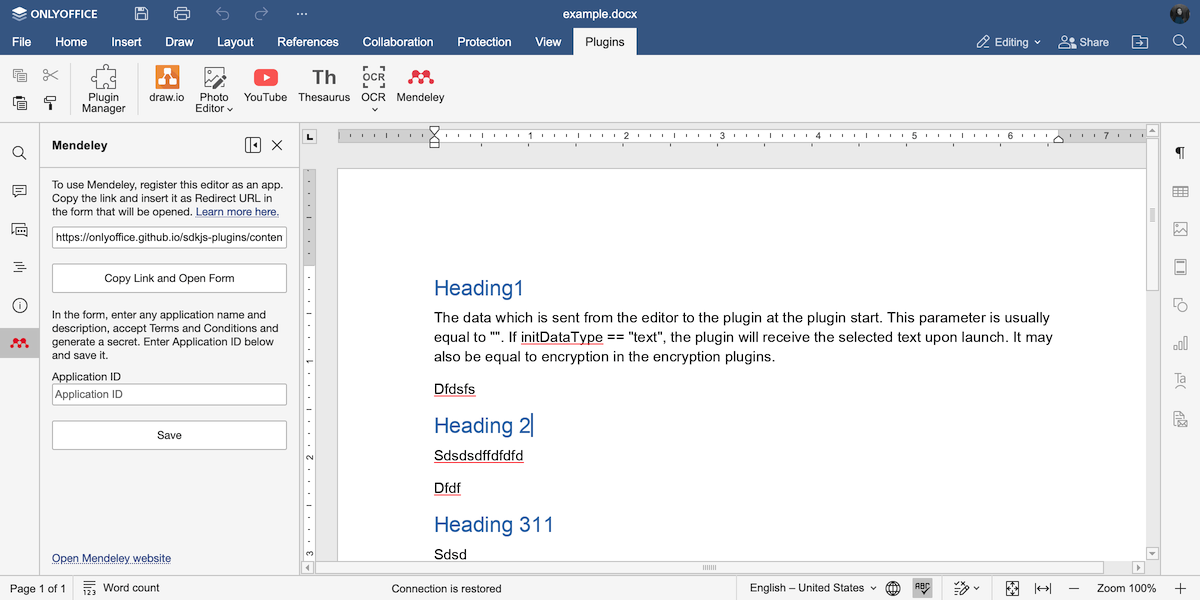 ONLYOFFICE
example.docx
File Home Insert Draw Layout References Collaboration Protection View Plugins Editing Share
Plugin Manager
draw.io
Photo Editor
YouTube
Th
Thesaurus
OCR
OCR
Mendeley
Mendeley
To use Mendeley, register this editor as an app.
Copy the link and insert it as Redirect URL in
the form that will be opened. Learn more here.
https://onlyoffice.github.io/sdkjs-plugins/conten
Copy Link and Open Form
In the form, enter any application name and
description, accept Terms and Conditions and
generate a secret. Enter Application ID below
and save it.
Application ID
Application ID
Save
Open Mendeley website
L
1 2 3 4 5 6 7
1
2
3
Heading1
The data which is sent from the editor to the plugin at the plugin start. This parameter is usually
equal to "". If initDataType == "text", the plugin will receive the selected text upon launch. It may
also be equal to encryption in the encryption plugins.
Dfdsfs
Heading 2
Sdsdsdffdfdfd
Dfdf
Heading 311
Sdsd
Ta
Page 1 of 1 123 Word count Connection is restored English – United States ABC Zoom 100%